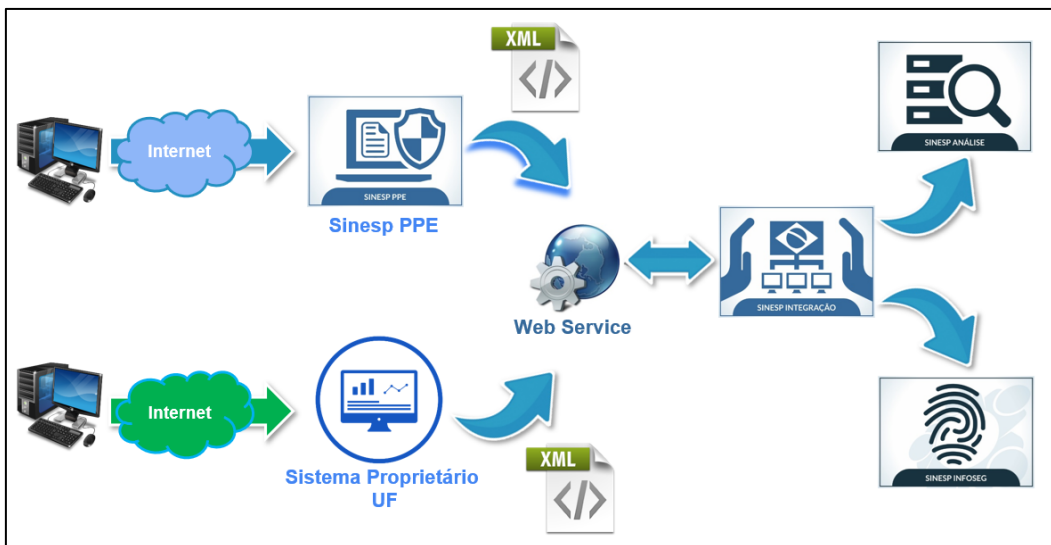 XML
</>
Internet
SINESP PPE
Sinesp PPE
SINESP ANÁLISE
Web Service
SINESP INTEGRAÇÃO
Internet
Sistema Proprietário
UF
XML
</>
SINESP INFOSEG